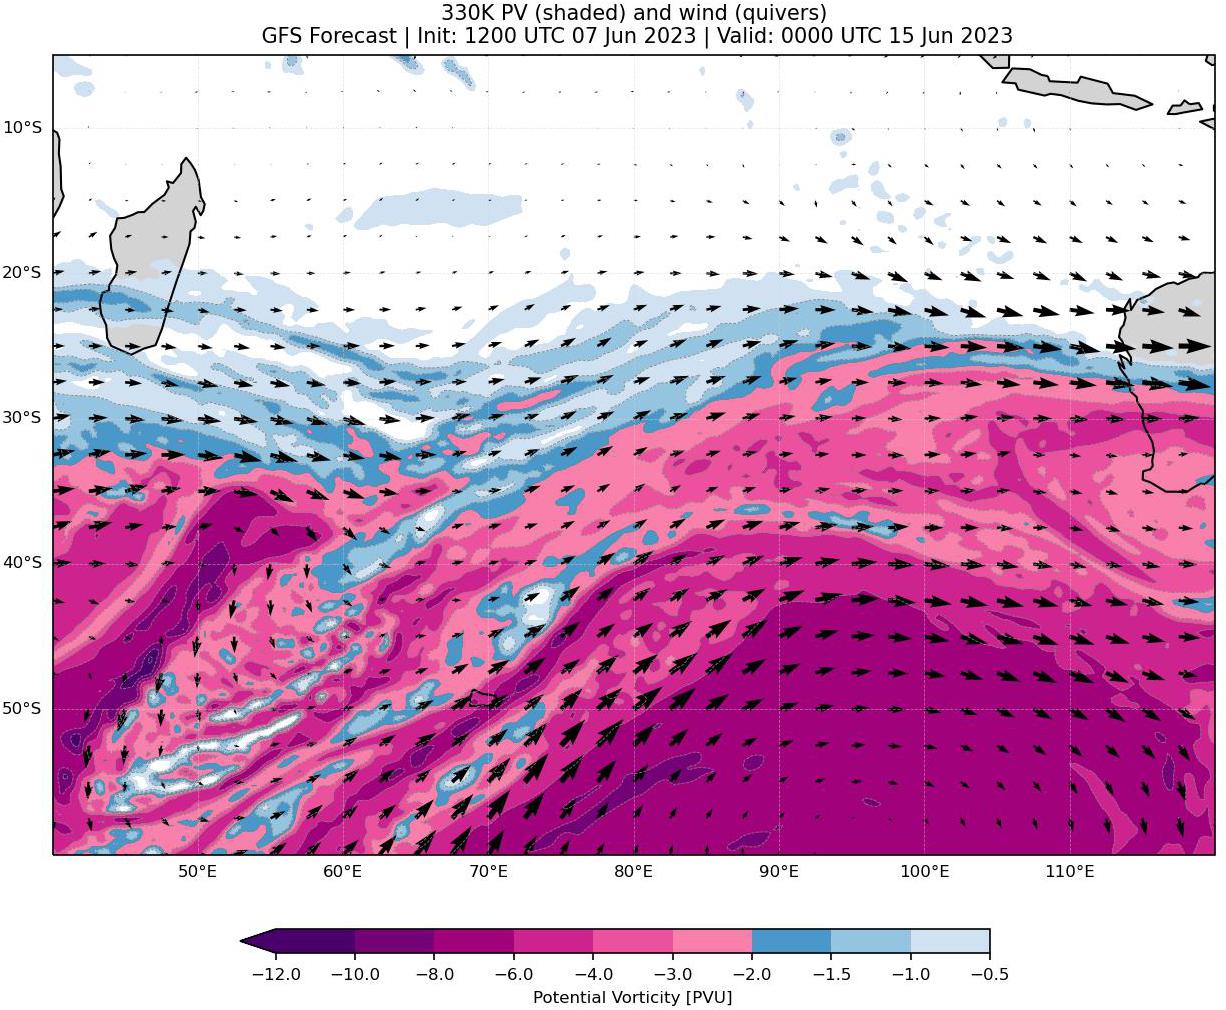 330K PV (shaded) and wind (quivers)
GFS Forecast | Init: 1200 UTC 07 Jun 2023 | Valid: 0000 UTC 15 Jun 2023
10°S
20°S
30°S
40°S
50°S
50°E 60°E 70°E 80°E 90°E 100°E 110°E
−12.0 −10.0 −8.0 −6.0 −4.0 −3.0 −2.0 −1.5 −1.0 −0.5
Potential Vorticity [PVU]